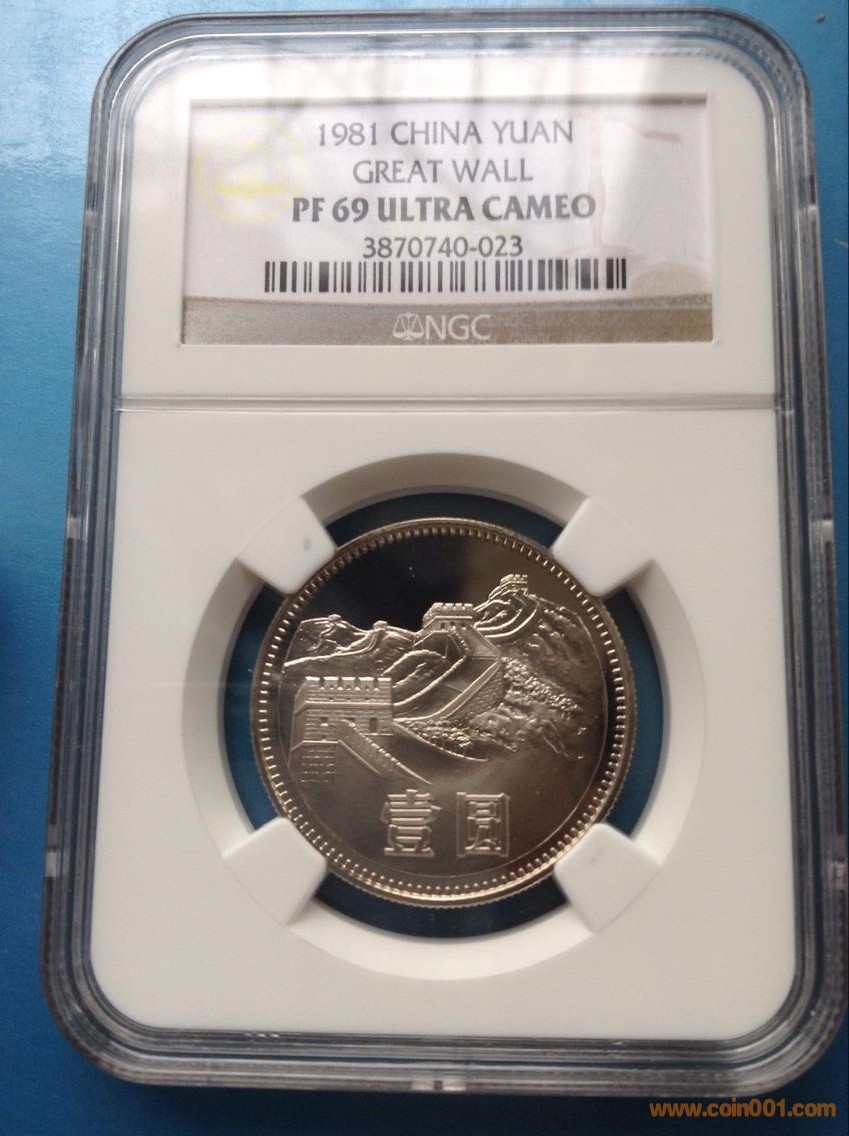 1981 CHINA YUAN
GREAT WALL
PF 69 ULTRA CAMEO
3870740-023
NGC
壹圆
www.coin001.com